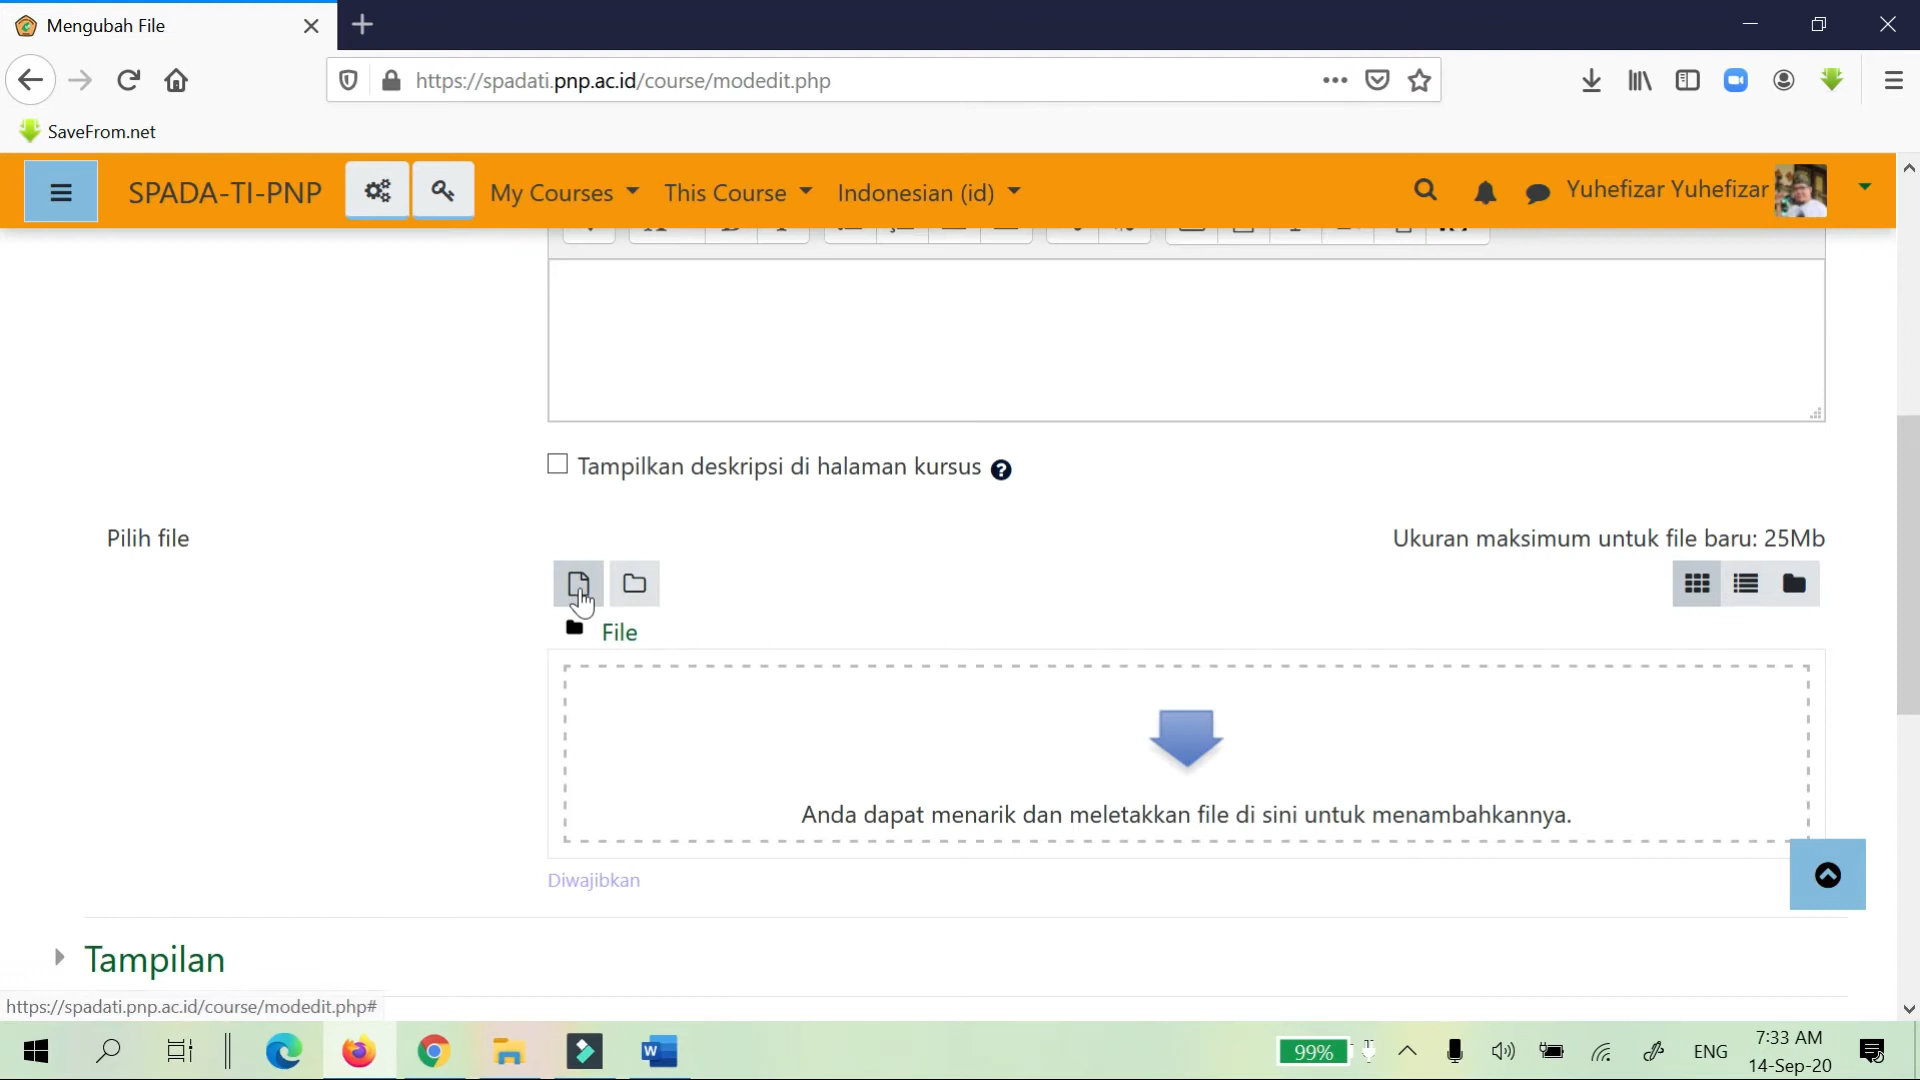 Mengubah File
https://spadati.pnp.ac.id/course/modedit.php
SaveFrom.net
SPADA-TI-PNP My Courses This Course Indonesian (id) Yuhefizar Yuhefizar
Tampilkan deskripsi di halaman kursus
Pilih file
Ukuran maksimum untuk file baru: 25Mb
File
Anda dapat menarik dan meletakkan file di sini untuk menambahkannya.
Diwajibkan
Tampilan
https://spadati.pnp.ac.id/course/modedit.php#
99% ENG 7:33 AM
14-Sep-20